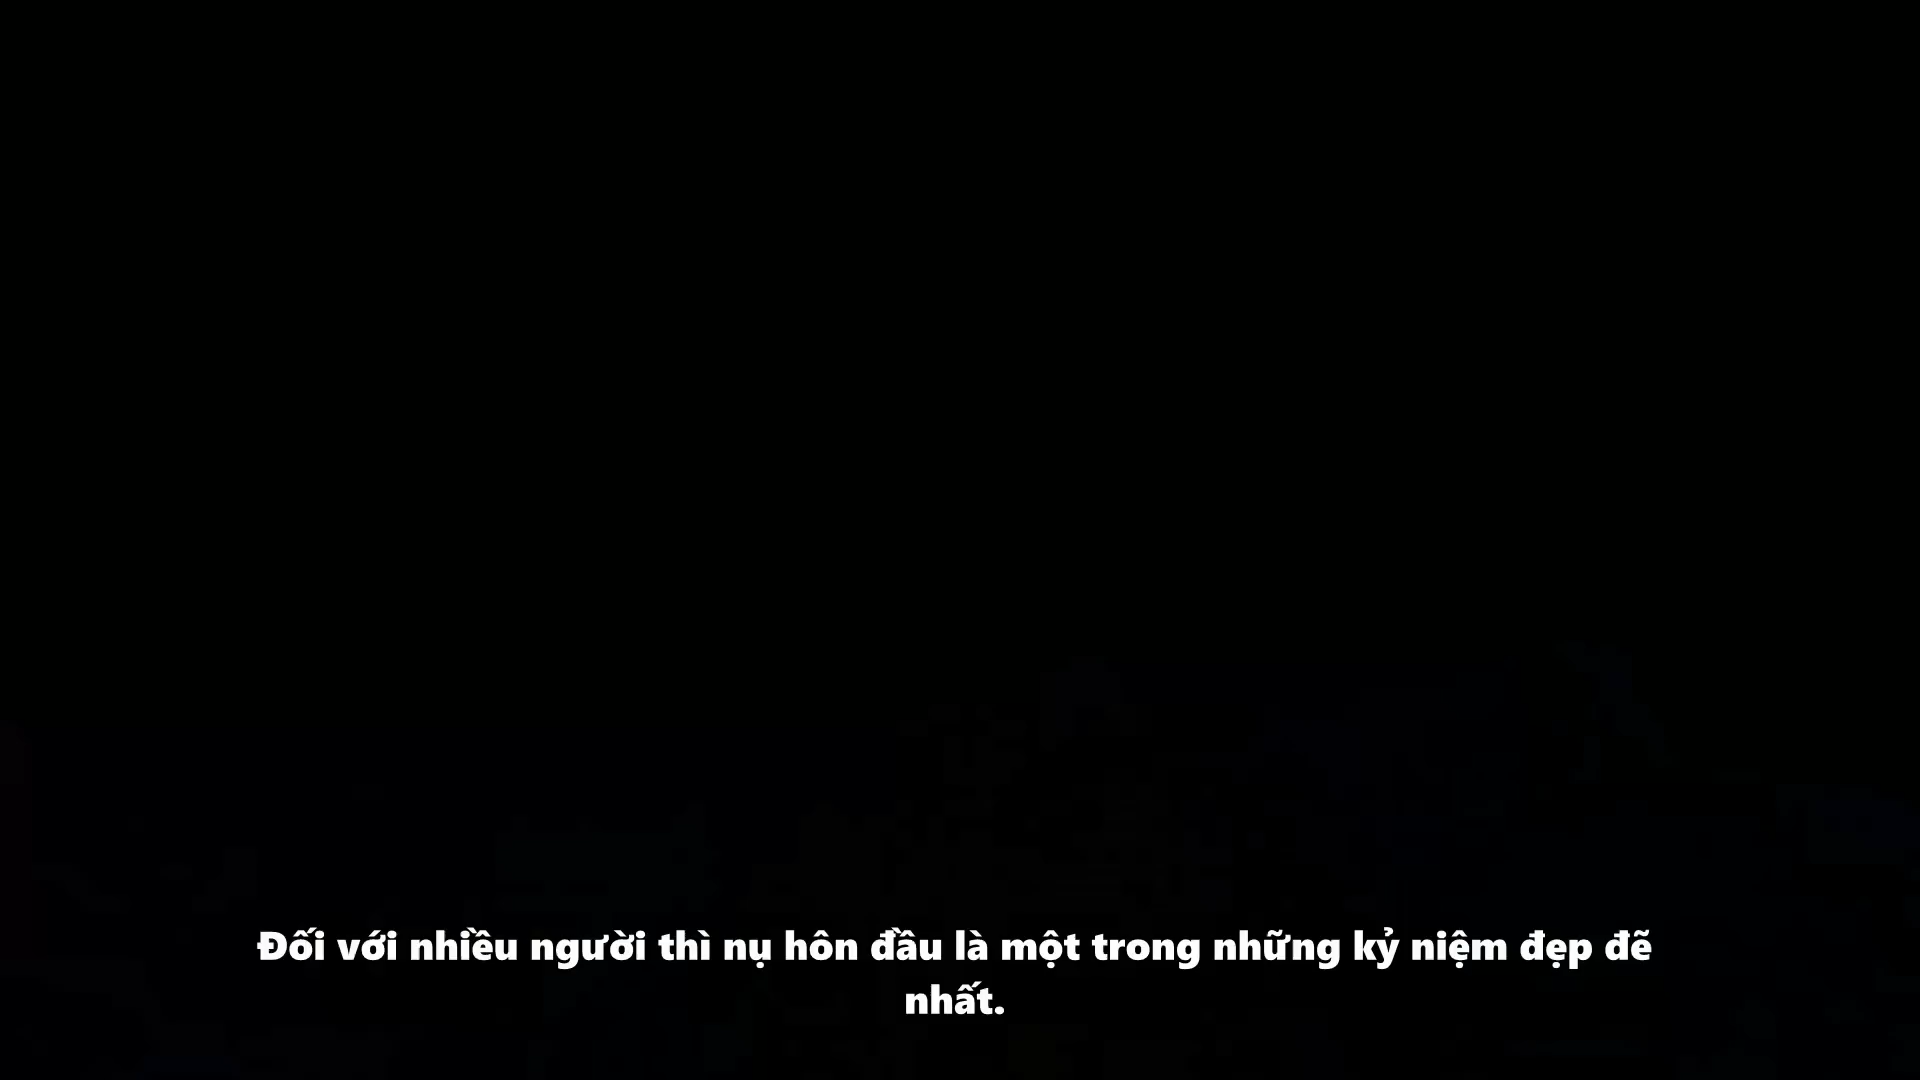 Đối với nhiều người thì nụ hôn đầu là một trong những kỷ niệm đẹp đẽ
nhất.